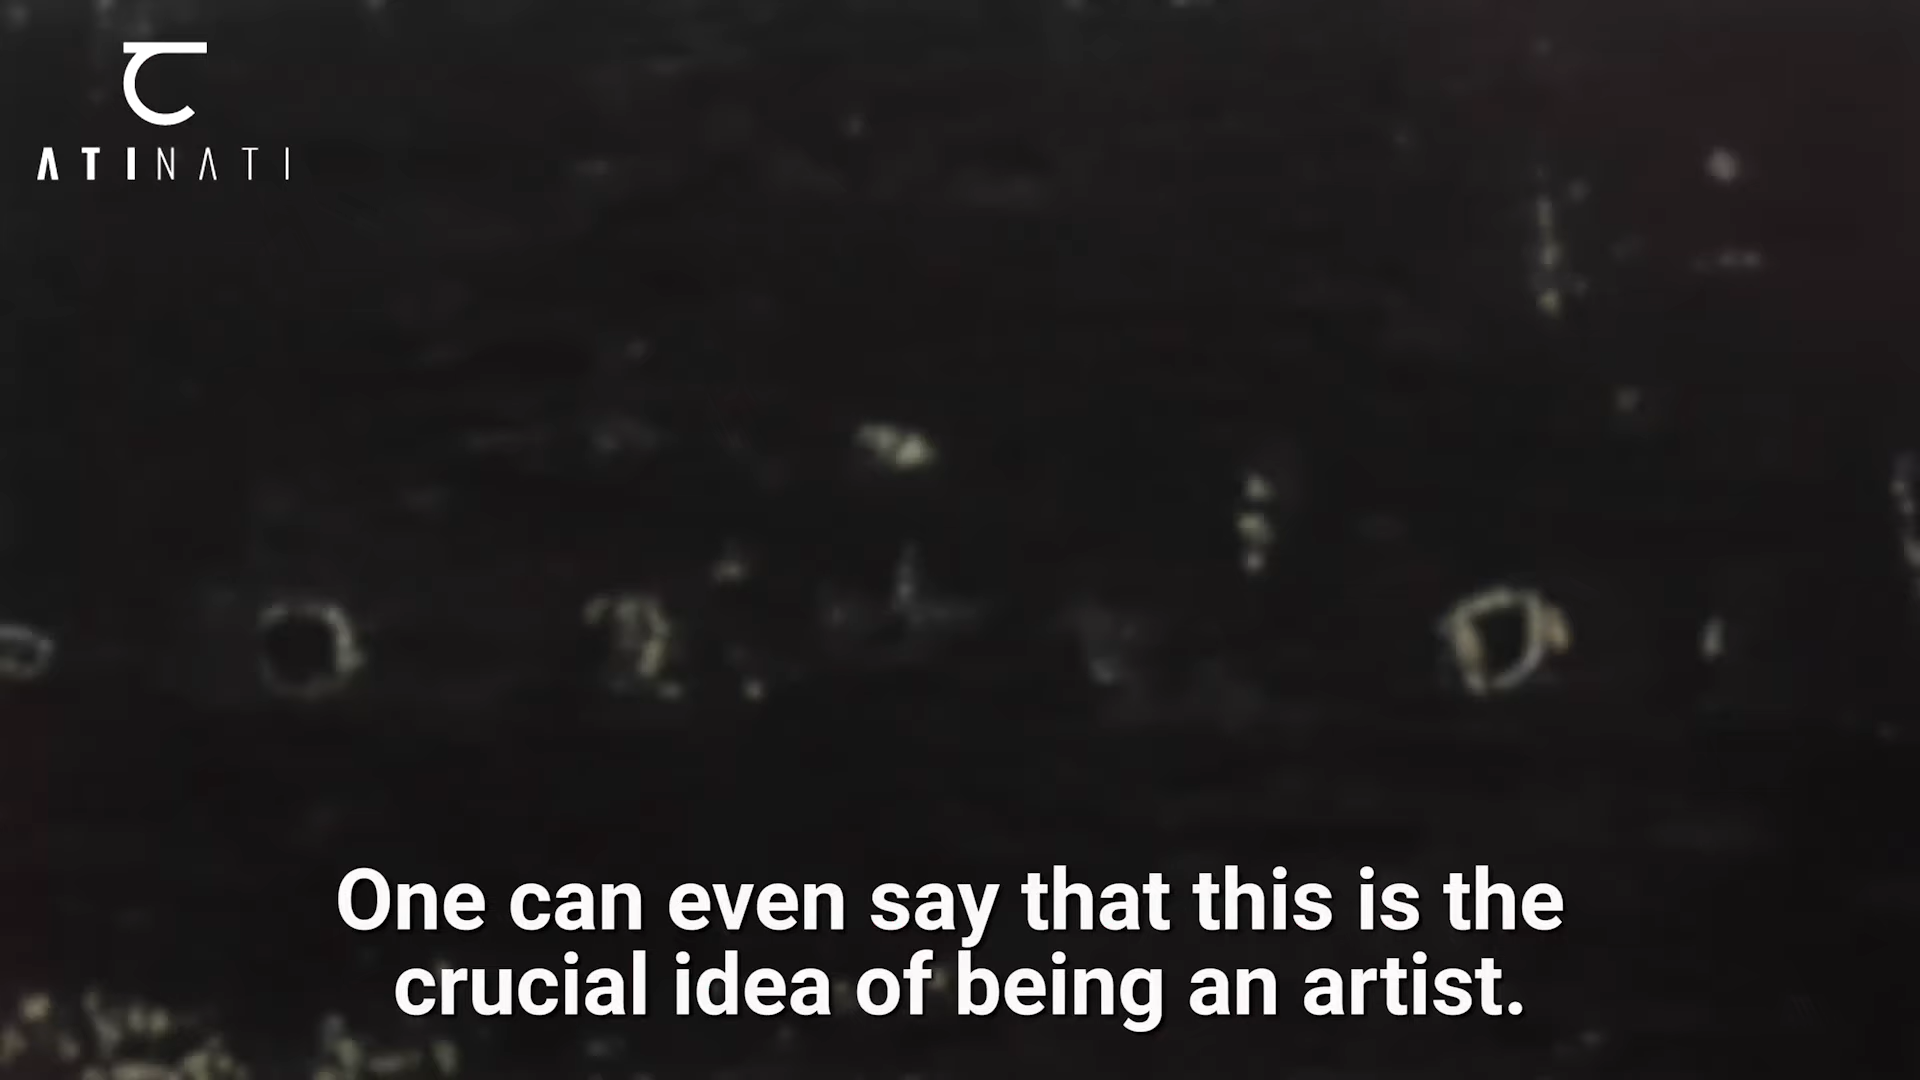 ATINATI
One can even say that this is the
crucial idea of being an artist.